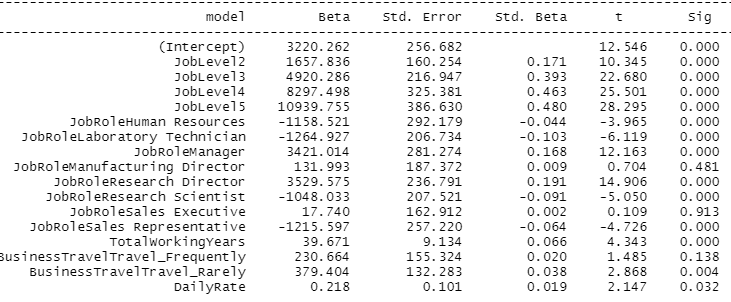 model Beta Std. Error Std. Beta t Sig
(Intercept) 3220.262 256.682 12.546 0.000
JobLevel2 1657.836 160.254 0.171 10.345 0.000
JobLevel3 4920.286 216.947 0.393 22.680 0.000
JobLevel4 8297.498 325.381 0.463 25.501 0.000
JobLevel5 10939.755 386.630 0.480 28.295 0.000
JobRoleHuman Resources -1158.521 292.179 -0.044 -3.965 0.000
JobRoleLaboratory Technician -1264.927 206.734 -0.103 -6.119 0.000
JobRoleManager 3421.014 281.274 0.168 12.163 0.000
JobRoleManufacturing Director 131.993 187.372 0.009 0.704 0.481
JobRoleResearch Director 3529.575 236.791 0.191 14.906 0.000
JobRoleResearch Scientist -1048.033 207.521 -0.091 -5.050 0.000
JobRoleSales Executive 17.740 162.912 0.002 0.109 0.913
JobRoleSales Representative -1215.597 257.220 -0.064 -4.726 0.000
TotalWorkingYears 39.671 9.134 0.066 4.343 0.000
BusinessTravelTravel_Frequently 230.664 155.324 0.020 1.485 0.138
BusinessTravelTravel_Rarely 379.404 132.283 0.038 2.868 0.004
DailyRate 0.218 0.101 0.019 2.147 0.032